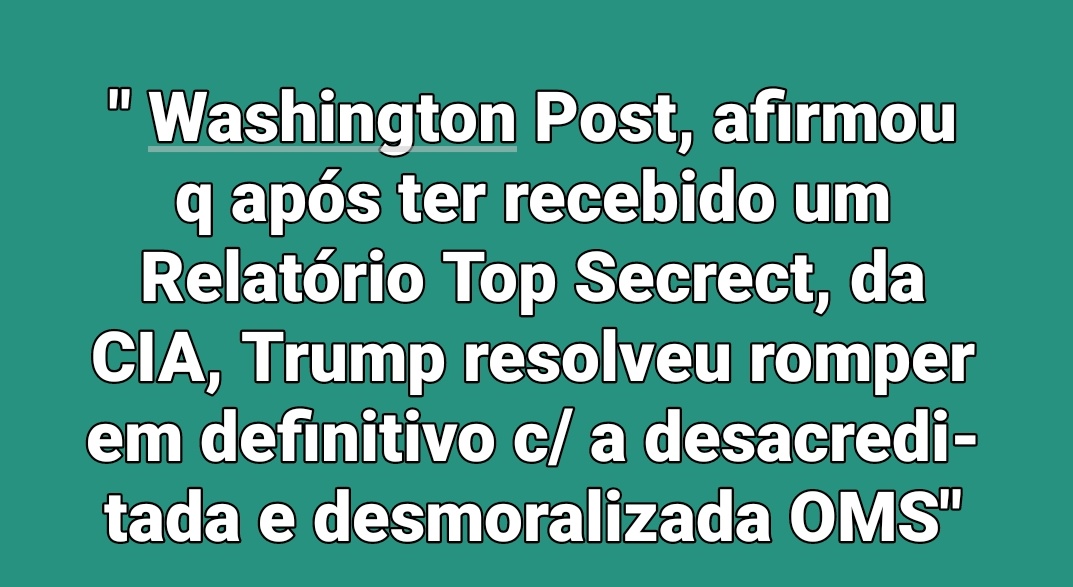 " Washington Post, afirmou
q após ter recebido um
Relatório Top Secrect, da
CIA, Trump resolveu romper
em definitivo c/ a desacredi-
tada e desmoralizada OMS"